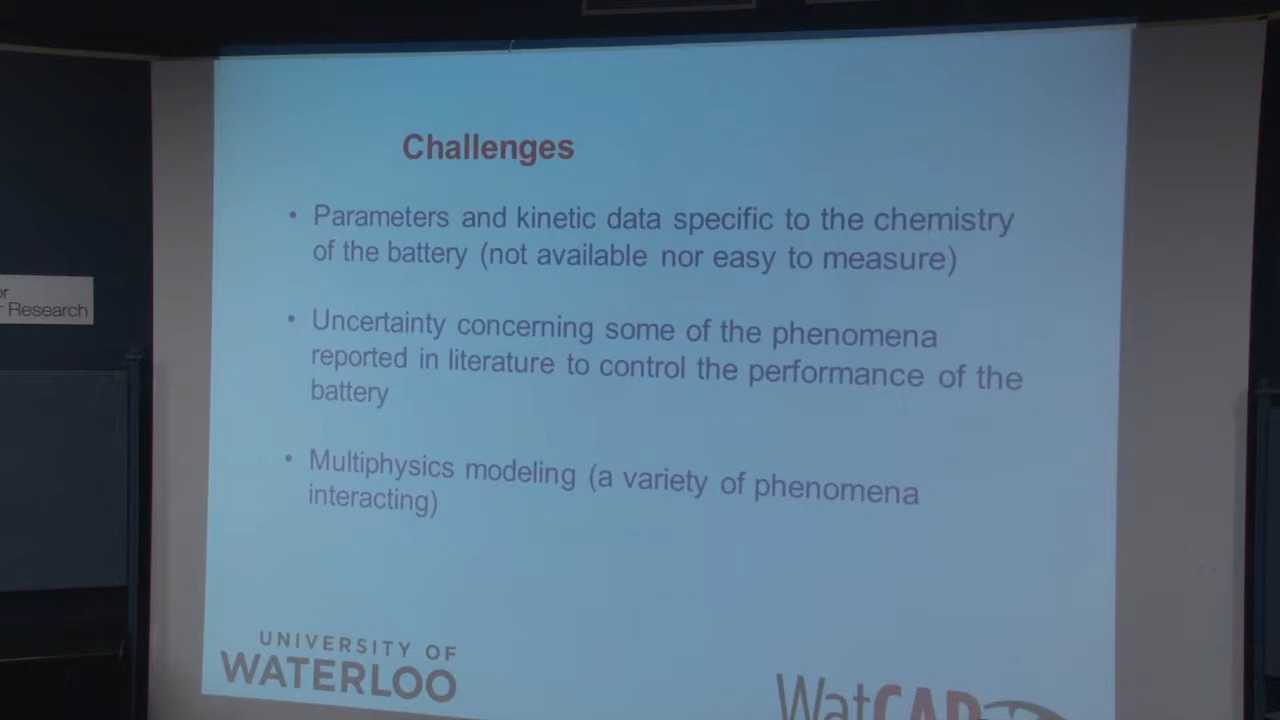 Challenges
• Parameters and kinetic data specific to the chemistry
of the battery (not available nor easy to measure)
• Uncertainty concerning some of the phenomena
reported in literature to control the performance of the
battery
• Multiphysics modeling (a variety of phenomena
interacting)
or
r Research
UNIVERSITY OF
WATERLOO
WatCAR